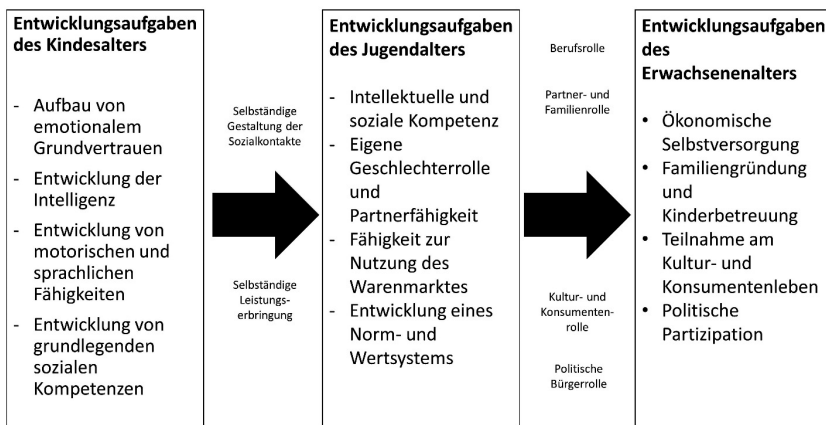 Entwicklungsaufgaben
des Kindesalters
- Aufbau von
emotionalem
Grundvertrauen
- Entwicklung der
Intelligenz
- Entwicklung von
motorischen und
sprachlichen
Fähigkeiten
- Entwicklung von
grundlegenden
sozialen
Kompetenzen
Selbständige
Gestaltung der
Sozialkontakte
Selbständige
Leistungs-
erbringung
Entwicklungsaufgaben
des Jugendalters
- Intellektuelle und
soziale Kompetenz
- Eigene
Geschlechterrolle
und
Partnerfähigkeit
- Fähigkeit zur
Nutzung des
Warenmarktes
- Entwicklung eines
Norm- und
Wertsystems
Berufsrolle
Partner- und
Familienrolle
Kultur- und
Konsumenten-
rolle
Politische
Bürgerrolle
Entwicklungsaufgaben
des
Erwachsenenalters
• Ökonomische
Selbstversorgung
• Familiengründung
und
Kinderbetreuung
• Teilnahme am
Kultur- und
Konsumentenleben
• Politische
Partizipation